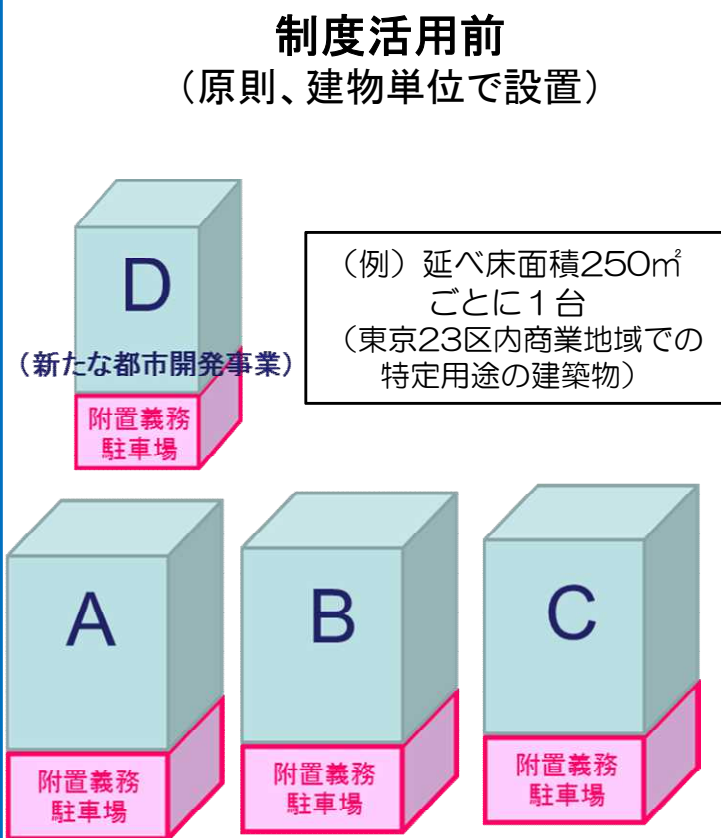 制度活用前
（原則、建物単位で設置）
D
（新たな都市開発事業）
附置義務
駐車場
（例）延べ床面積250㎡
ごとに１台
（東京23区内商業地域での
特定用途の建築物）
A
附置義務
駐車場
B
附置義務
駐車場
C
附置義務
駐車場